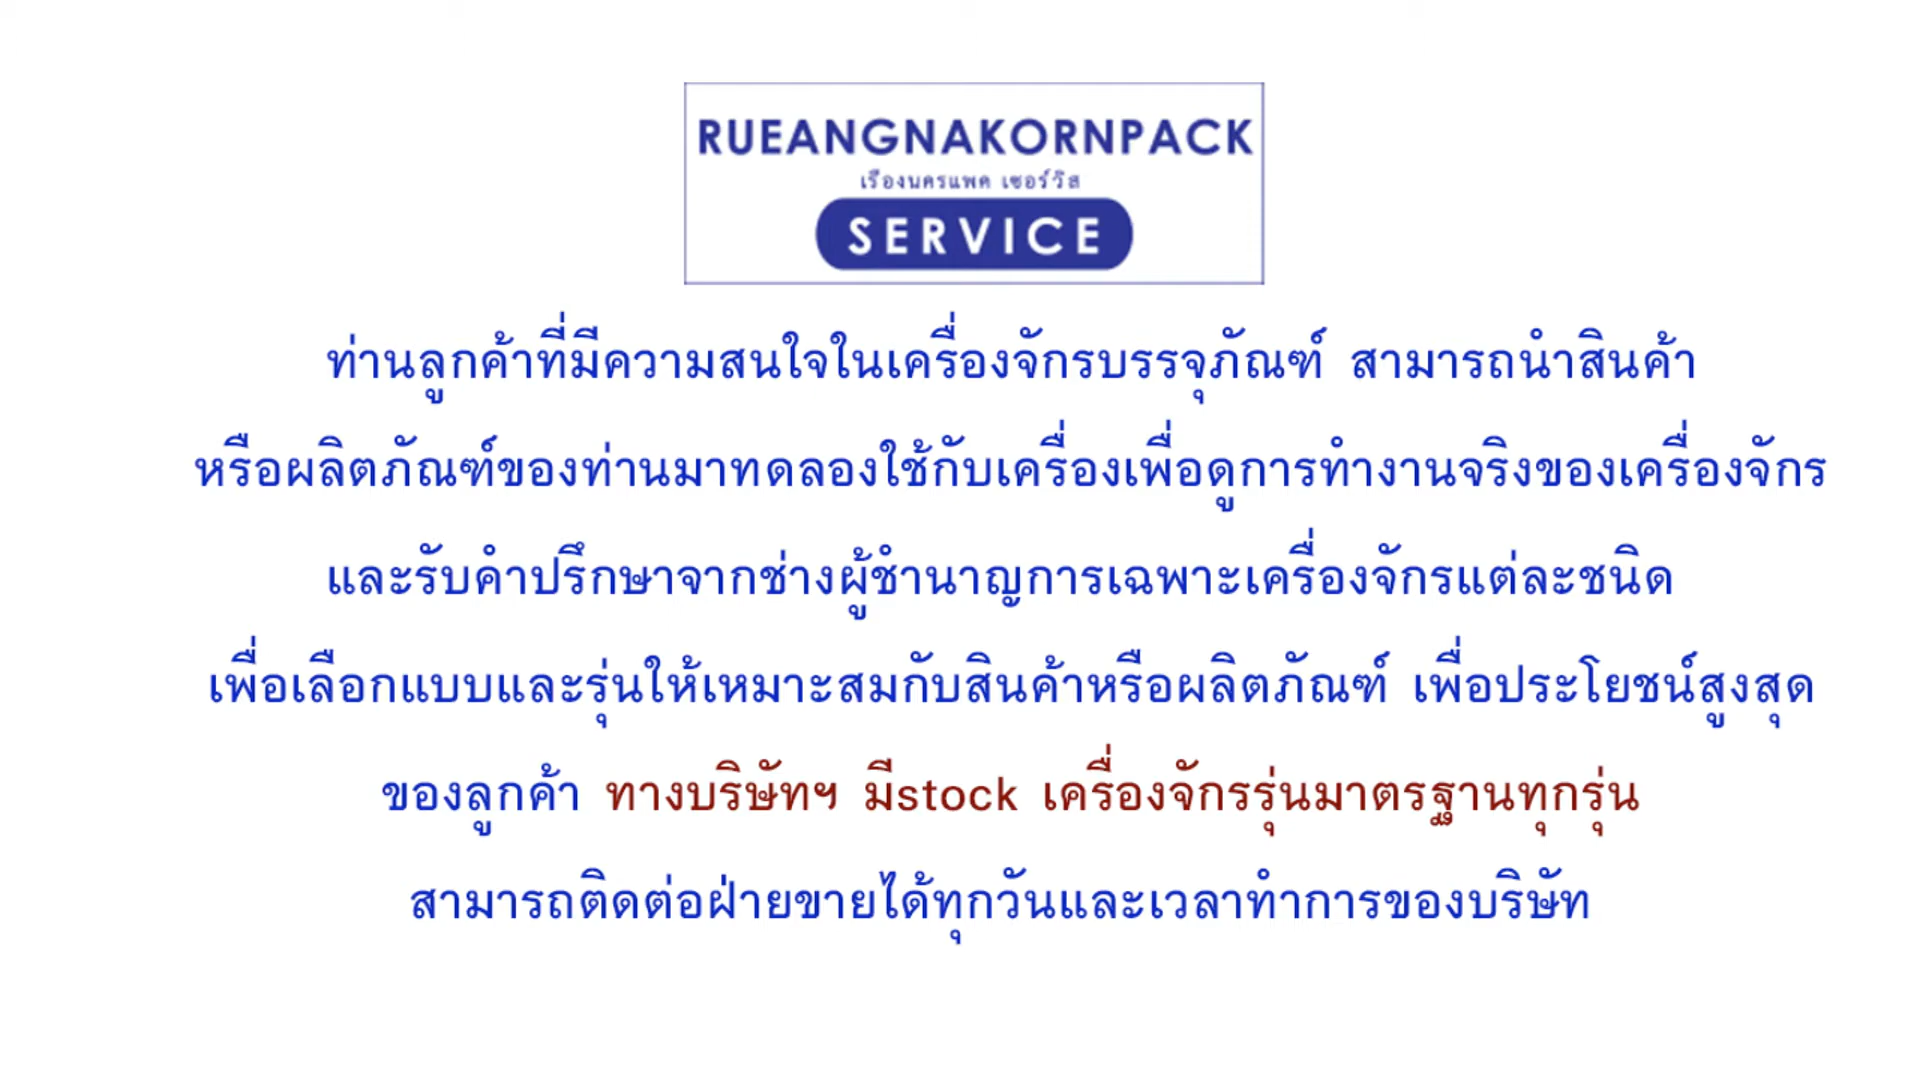 RUEANGNAKORNPACK
เรืองนครแพค เซอร์วิส
SERVICE
ท่านลูกค้าที่มีความสนใจในเครื่องจักรบรรจุภัณฑ์ สามารถนำสินค้า
หรือผลิตภัณฑ์ของท่านมาทดลองใช้กับเครื่องเพื่อดูการทำงานจริงของเครื่องจักร
และรับคำปรึกษาจากช่างผู้ชำนาญการเฉพาะเครื่องจักรแต่ละชนิด
เพื่อเลือกแบบและรุ่นให้เหมาะสมกับสินค้าหรือผลิตภัณฑ์ เพื่อประโยชน์สูงสุด
ของลูกค้า ทางบริษัทฯ มีstock เครื่องจักรรุ่นมาตรฐานทุกรุ่น
สามารถติดต่อฝ่ายขายได้ทุกวันและเวลาทำการของบริษัท